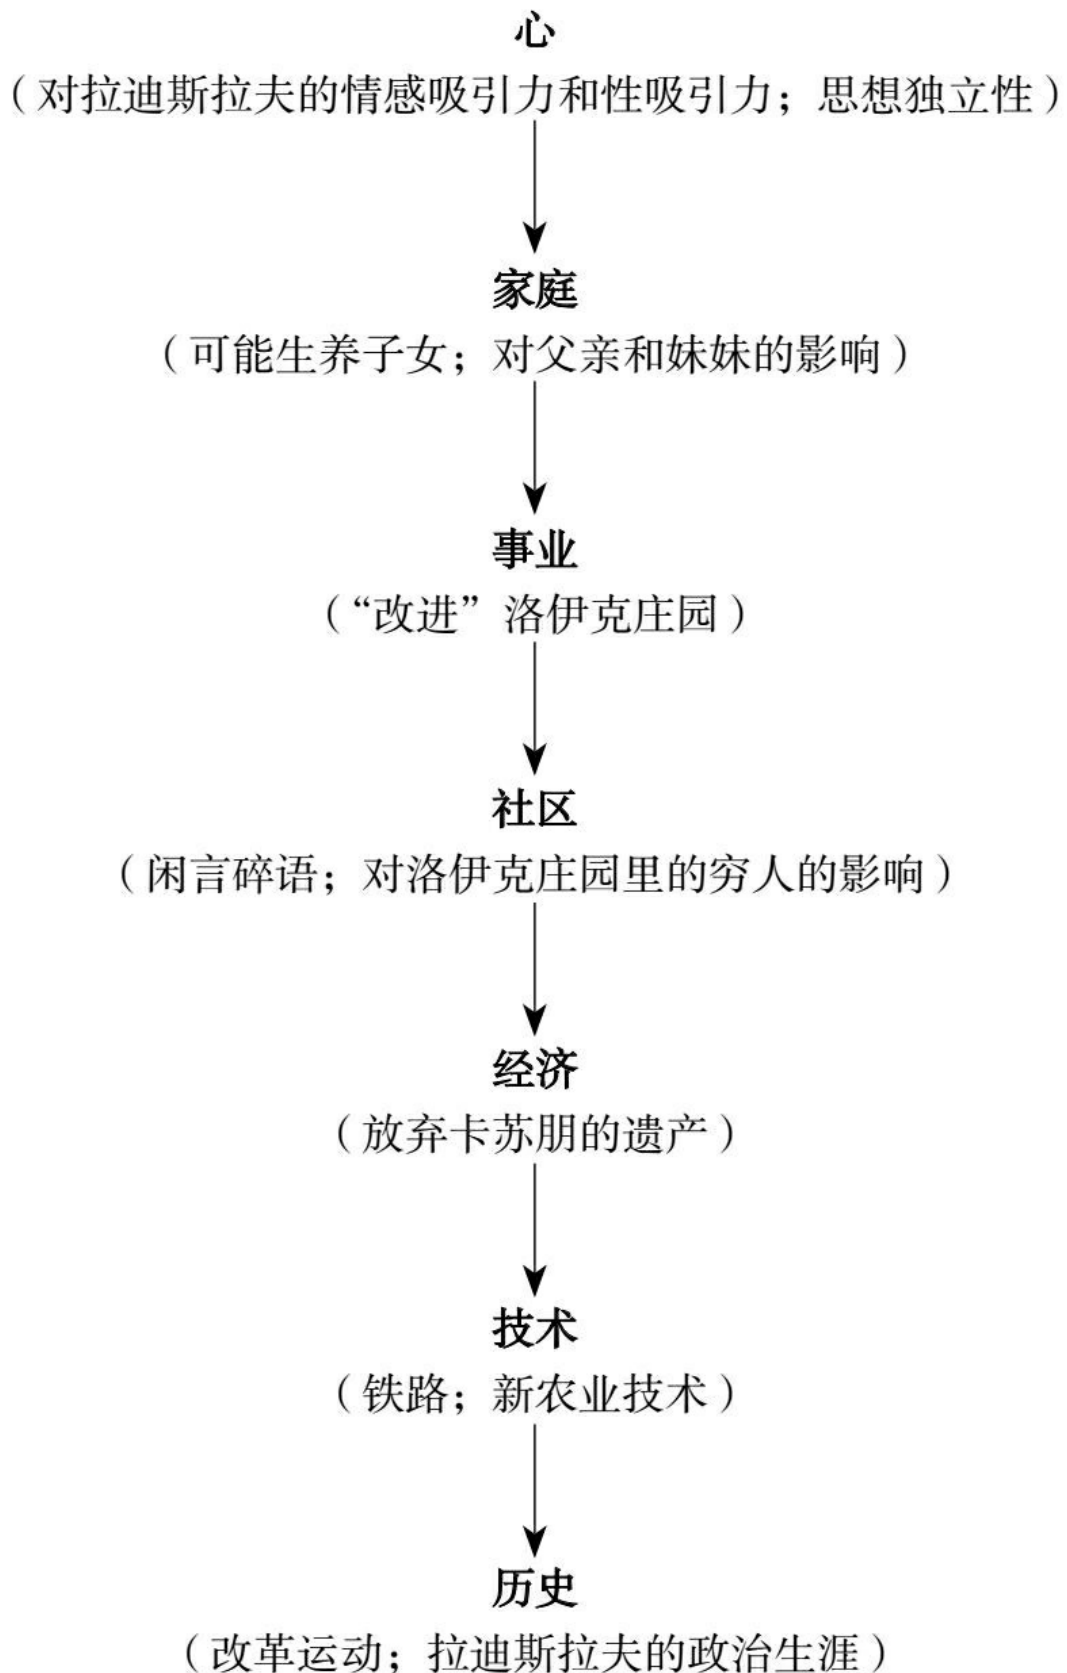 心
（对拉迪斯拉夫的情感吸引力和性吸引力；思想独立性）
家庭
（可能生养子女；对父亲和妹妹的影响）
事业
（“改进”洛伊克庄园）
社区
（闲言碎语；对洛伊克庄园里的穷人的影响）
经济
（放弃卡苏朋的遗产）
技术
（铁路；新农业技术）
历史
（改革运动；拉迪斯拉夫的政治生涯）